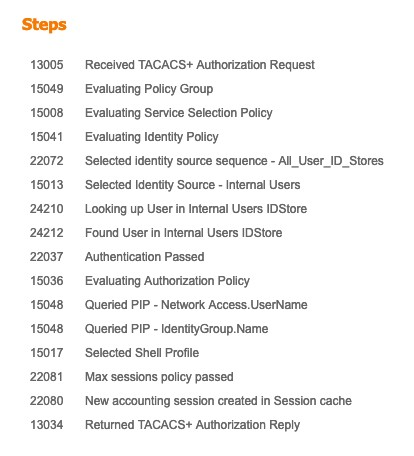 Steps
13005 Received TACACS+ Authorization Request
15049 Evaluating Policy Group
15008 Evaluating Service Selection Policy
15041 Evaluating Identity Policy
22072 Selected identity source sequence - All_User_ID_Stores
15013 Selected Identity Source - Internal Users
24210 Looking up User in Internal Users IDStore
24212 Found User in Internal Users IDStore
22037 Authentication Passed
15036 Evaluating Authorization Policy
15048 Queried PIP - Network Access.UserName
15048 Queried PIP - IdentityGroup.Name
15017 Selected Shell Profile
22081 Max sessions policy passed
22080 New accounting session created in Session cache
13034 Returned TACACS+ Authorization Reply